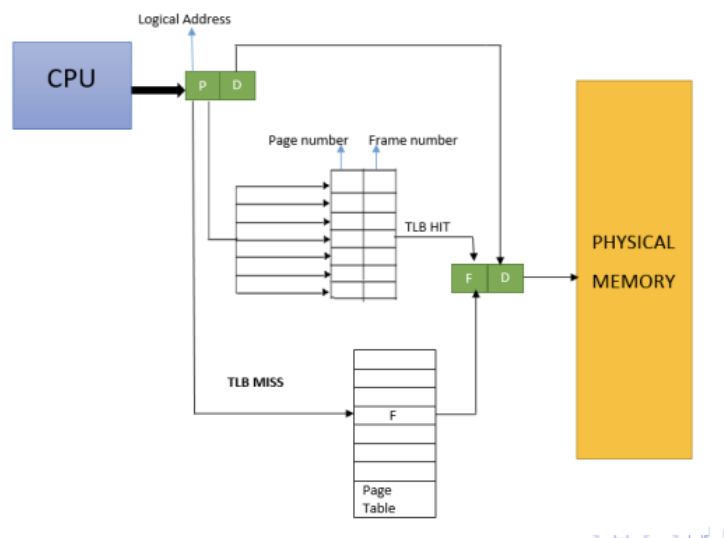 Logical Address
CPU
P D
Page number Frame number
TLB HIT
PHYSICAL
MEMORY
F D
TLB MISS
F
Page
Table